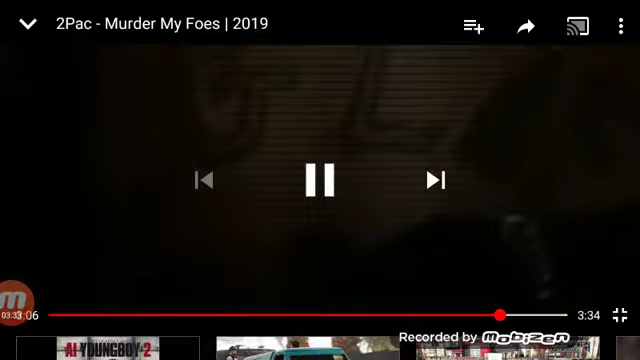 2Pac - Murder My Foes | 2019
3:06
3:34
Recorded by Mobizen
AI YOUNGBOY 2